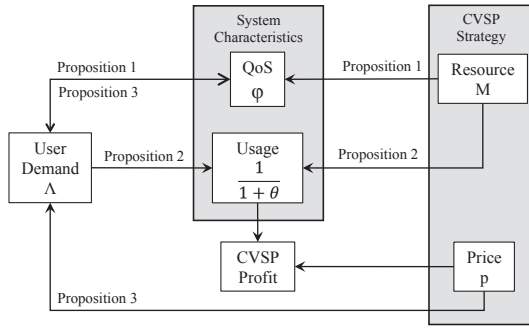 System
Characteristics
CVSP
Strategy
Proposition 1
Proposition 3
QoS
φ
Proposition 1
Resource
M
User
Demand
Λ
Proposition 2
Usage
1
1 + θ
Proposition 2
CVSP
Profit
Price
p
Proposition 3